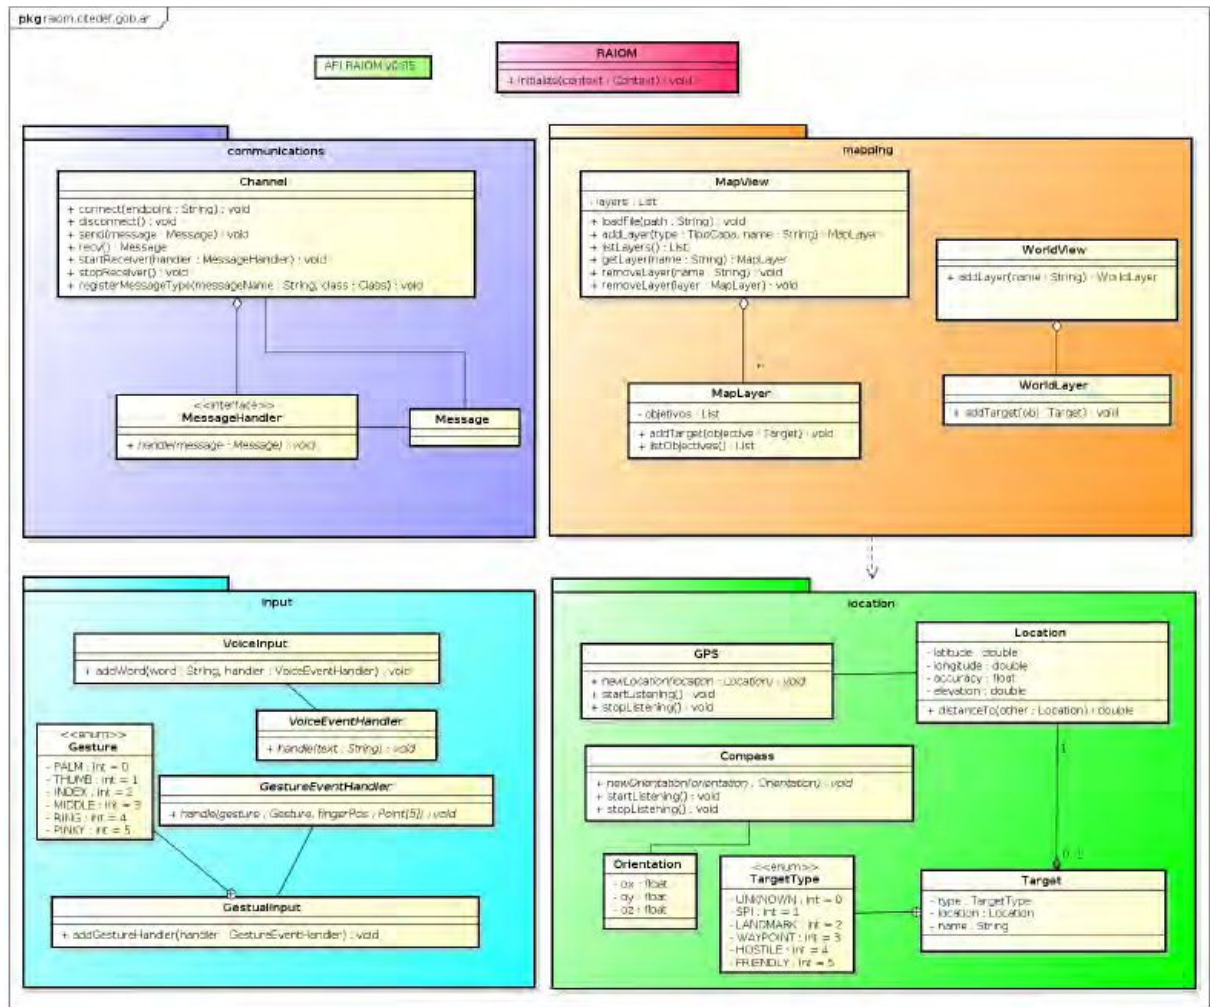 pkg raiom.citedef.gob.ar
API RAIOM v0.15
RAIOM
+ initialize(context : Context) : void
communications
Channel
+ connect(endpoint : String) : void
+ disconnect() : void
+ send(message : Message) : void
+ recv() : Message
+ startReceiver(handler : MessageHandler) : void
+ stopReceiver() : void
+ registerMessageType(messageName : String, class : Class) : void
<<interface>>
MessageHandler
+ handle(message : Message) : void
Message
mapping
MapView
- layers : List
+ loadFile(path : String) : void
+ addLayer(type : TipoCapa, name : String) : MapLayer
+ listLayers() : List
+ getLayer(name : String) : MapLayer
+ removeLayer(name : String) : void
+ removeLayer(layer : MapLayer) : void
WorldView
+ addLayer(name : String) : WorldLayer
MapLayer
- objetivos : List
+ addTarget(objective : Target) : void
+ listObjectives() : List
WorldLayer
+ addTarget(obj : Target) : void
input
VoiceInput
+ addWord(word : String, handler : VoiceEventHandler) : void
VoiceEventHandler
+ handle(text : String) : void
<<enum>>
Gesture
- PALM : int = 0
- THUMB : int = 1
- INDEX : int = 2
- MIDDLE : int = 3
- RING : int = 4
- PINKY : int = 5
GestureEventHandler
+ handle(gesture : Gesture, fingerPos : Point[5]) : void
GestualInput
+ addGestureHandler(handler : GestureEventHandler) : void
location
GPS
+ newLocation(location : Location) : void
+ startListening() : void
+ stopListening() : void
Location
- latitude : double
- longitude : double
- accuracy : float
- elevation : double
+ distanceTo(other : Location) : double
1
Compass
+ newOrientation(orientation : Orientation) : void
+ startListening() : void
+ stopListening() : void
Orientation
- ox : float
- oy : float
- oz : float
<<enum>>
TargetType
- UNKNOWN : int = 0
- SPI : int = 1
- LANDMARK : int = 2
- WAYPOINT : int = 3
- HOSTILE : int = 4
- FRIENDLY : int = 5
Target
- type : TargetType
- location : Location
- name : String